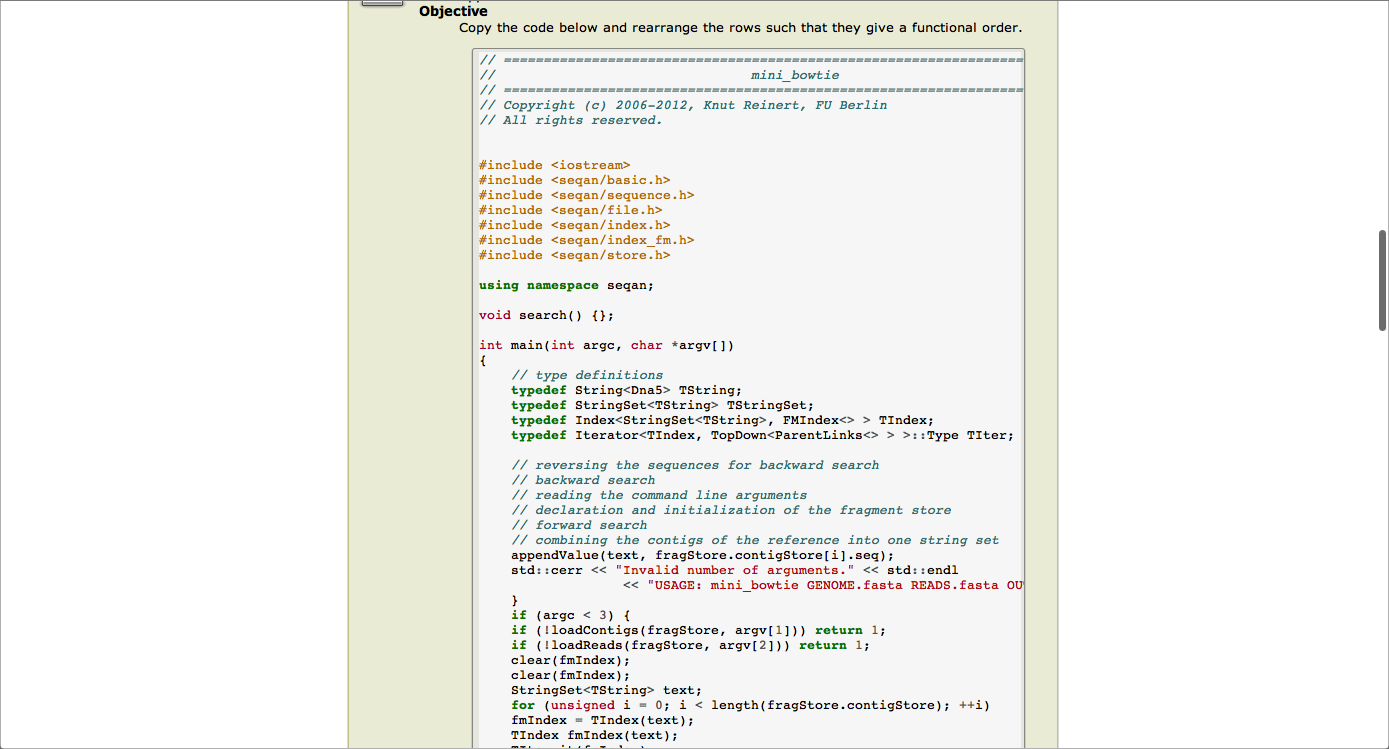 Objective
Copy the code below and rearrange the rows such that they give a functional order.
// =================================================================
// mini_bowtie
// =================================================================
// Copyright (c) 2006-2012, Knut Reinert, FU Berlin
// All rights reserved.
#include <iostream>
#include <seqan/basic.h>
#include <seqan/sequence.h>
#include <seqan/file.h>
#include <seqan/index.h>
#include <seqan/index_fm.h>
#include <seqan/store.h>
using namespace seqan;
void search() {};
int main(int argc, char *argv[])
{
// type definitions
typedef String<Dna5> TString;
typedef StringSet<TString> TStringSet;
typedef Index<StringSet<TString>, FMIndex<> > TIndex;
typedef Iterator<TIndex, TopDown<ParentLinks<> > >::Type TIter;
// reversing the sequences for backward search
// backward search
// reading the command line arguments
// declaration and initialization of the fragment store
// forward search
// combining the contigs of the reference into one string set
appendValue(text, fragStore.contigStore[i].seq);
std::cerr << "Invalid number of arguments." << std::endl
<< "USAGE: mini_bowtie GENOME.fasta READS.fasta
}
if (argc < 3) {
if (!loadContigs(fragStore, argv[1])) return 1;
if (!loadReads(fragStore, argv[2])) return 1;
clear(fmIndex);
clear(fmIndex);
StringSet<TString> text;
for (unsigned i = 0; i < length(fragStore.contigStore); ++i)
fmIndex = TIndex(text);
TIndex fmIndex(text);